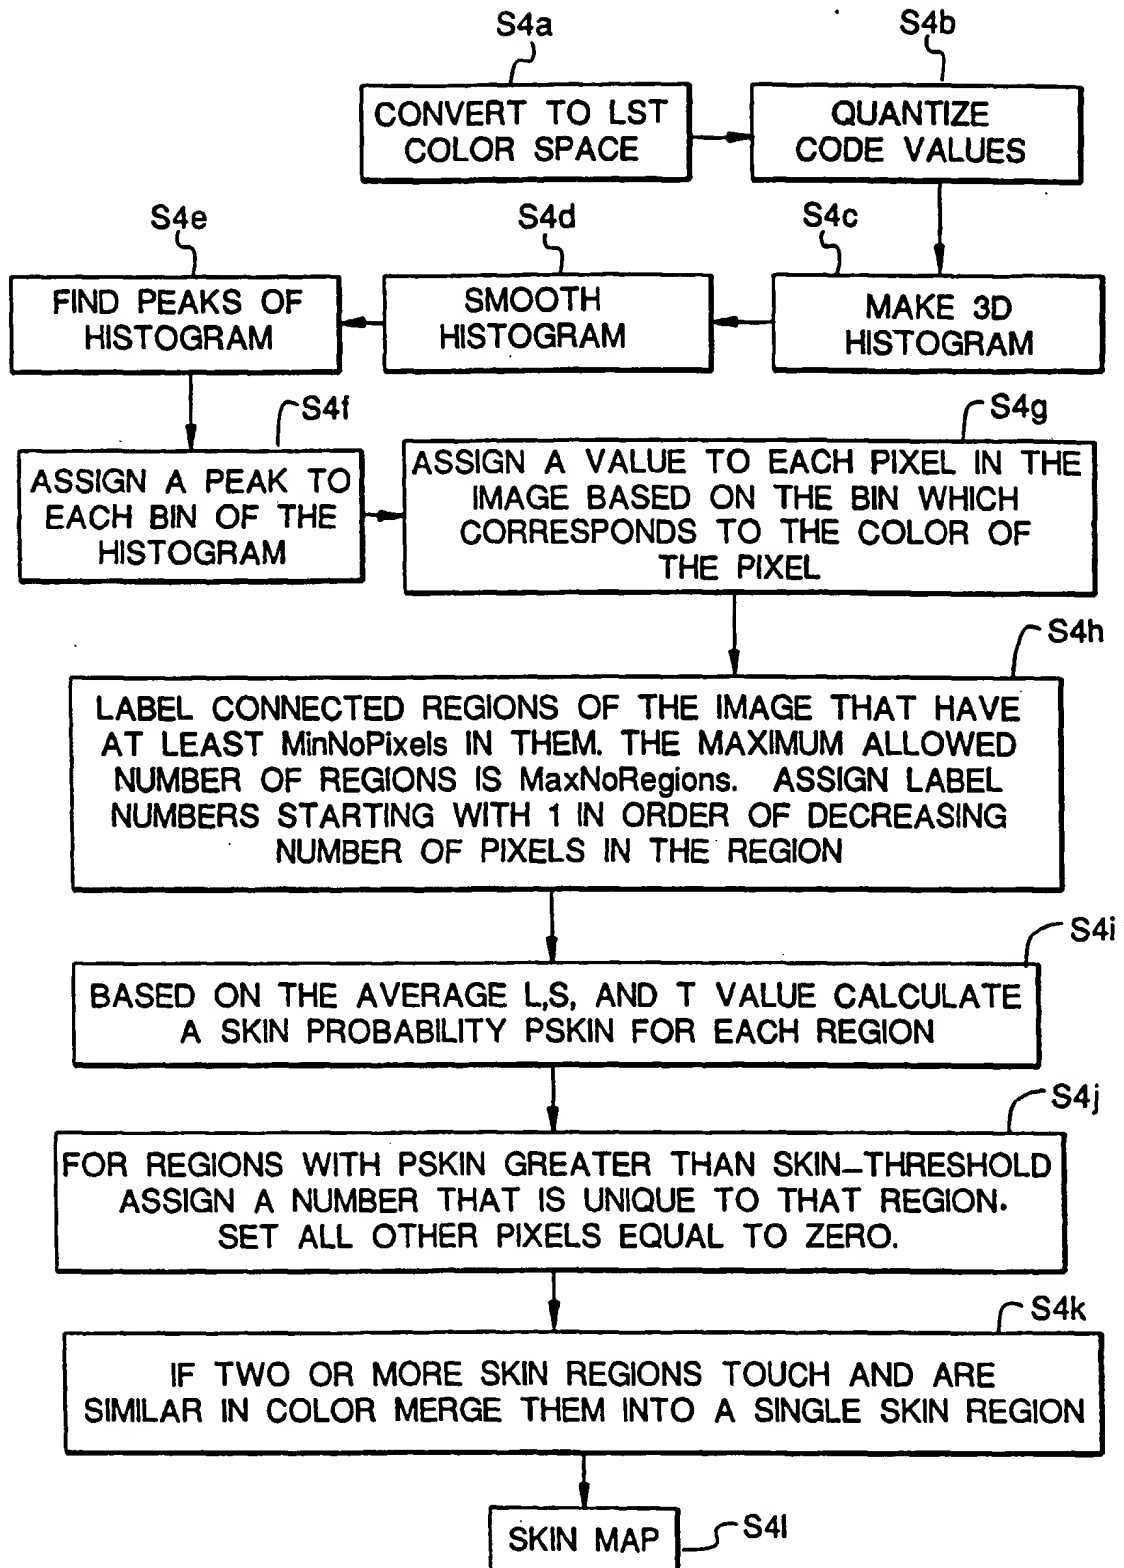 S4a
CONVERT TO LST
COLOR SPACE
S4b
QUANTIZE
CODE VALUES
S4c
MAKE 3D
HISTOGRAM
S4d
SMOOTH
HISTOGRAM
S4e
FIND PEAKS OF
HISTOGRAM
S4f
ASSIGN A PEAK TO
EACH BIN OF THE
HISTOGRAM
S4g
ASSIGN A VALUE TO EACH PIXEL IN THE
IMAGE BASED ON THE BIN WHICH
CORRESPONDS TO THE COLOR OF
THE PIXEL
S4h
LABEL CONNECTED REGIONS OF THE IMAGE THAT HAVE
AT LEAST MinNoPixels IN THEM. THE MAXIMUM ALLOWED
NUMBER OF REGIONS IS MaxNoRegions. ASSIGN LABEL
NUMBERS STARTING WITH 1 IN ORDER OF DECREASING
NUMBER OF PIXELS IN THE REGION
S4i
BASED ON THE AVERAGE L,S, AND T VALUE CALCULATE
A SKIN PROBABILITY PSKIN FOR EACH REGION
S4j
FOR REGIONS WITH PSKIN GREATER THAN SKIN–THRESHOLD
ASSIGN A NUMBER THAT IS UNIQUE TO THAT REGION.
SET ALL OTHER PIXELS EQUAL TO ZERO.
S4k
IF TWO OR MORE SKIN REGIONS TOUCH AND ARE
SIMILAR IN COLOR MERGE THEM INTO A SINGLE SKIN REGION
SKIN MAP
S4l